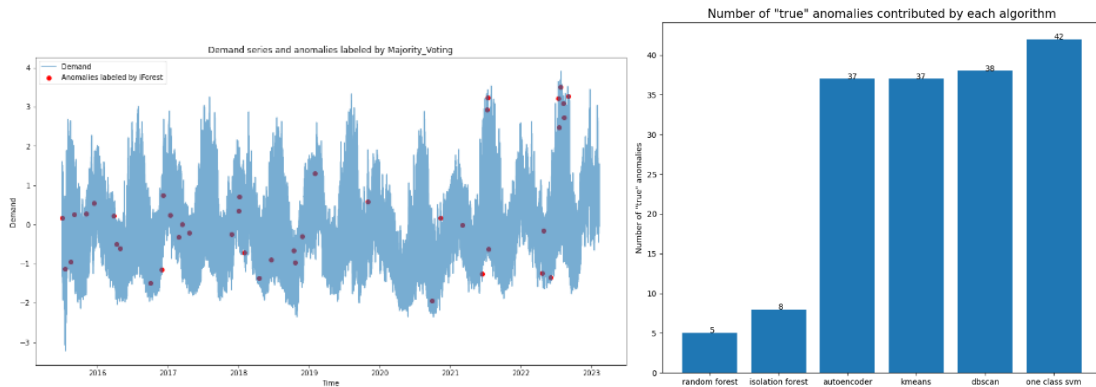 Demand series and anomalies labeled by Majority_Voting
Demand
Anomalies labeled by iForest
4
3
2
1
0
−1
−2
−3
Demand
2016
2017
2018
2019
2020
2021
2022
2023
Time
Number of "true" anomalies contributed by each algorithm
40
35
30
25
20
15
10
5
0
Number of "true" anomalies
5
8
37
37
38
42
random forest
isolation forest
autoencoder
kmeans
dbscan
one class svm